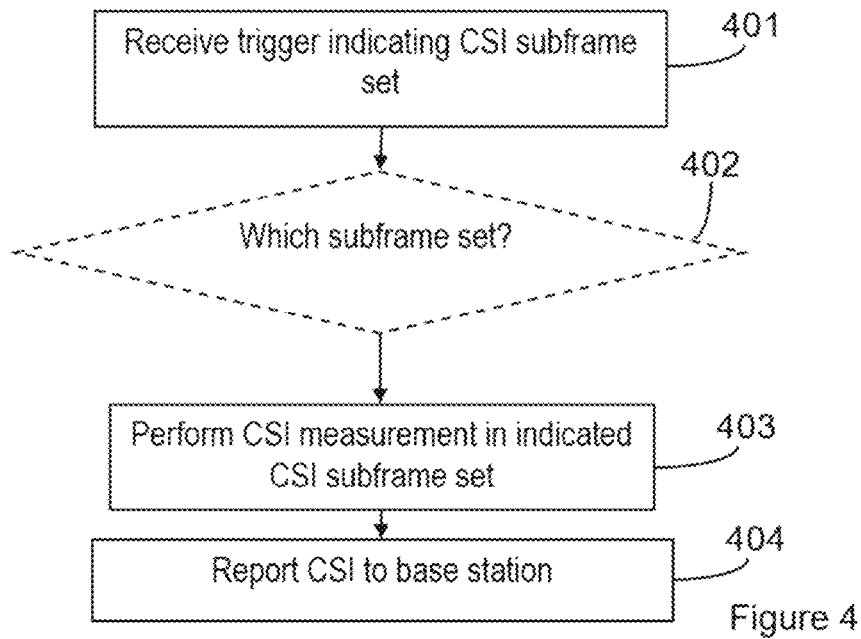 Receive trigger indicating CSI subframe
set
401
Which subframe set?
402
Perform CSI measurement in indicated
CSI subframe set
403
Report CSI to base station
404
Figure 4